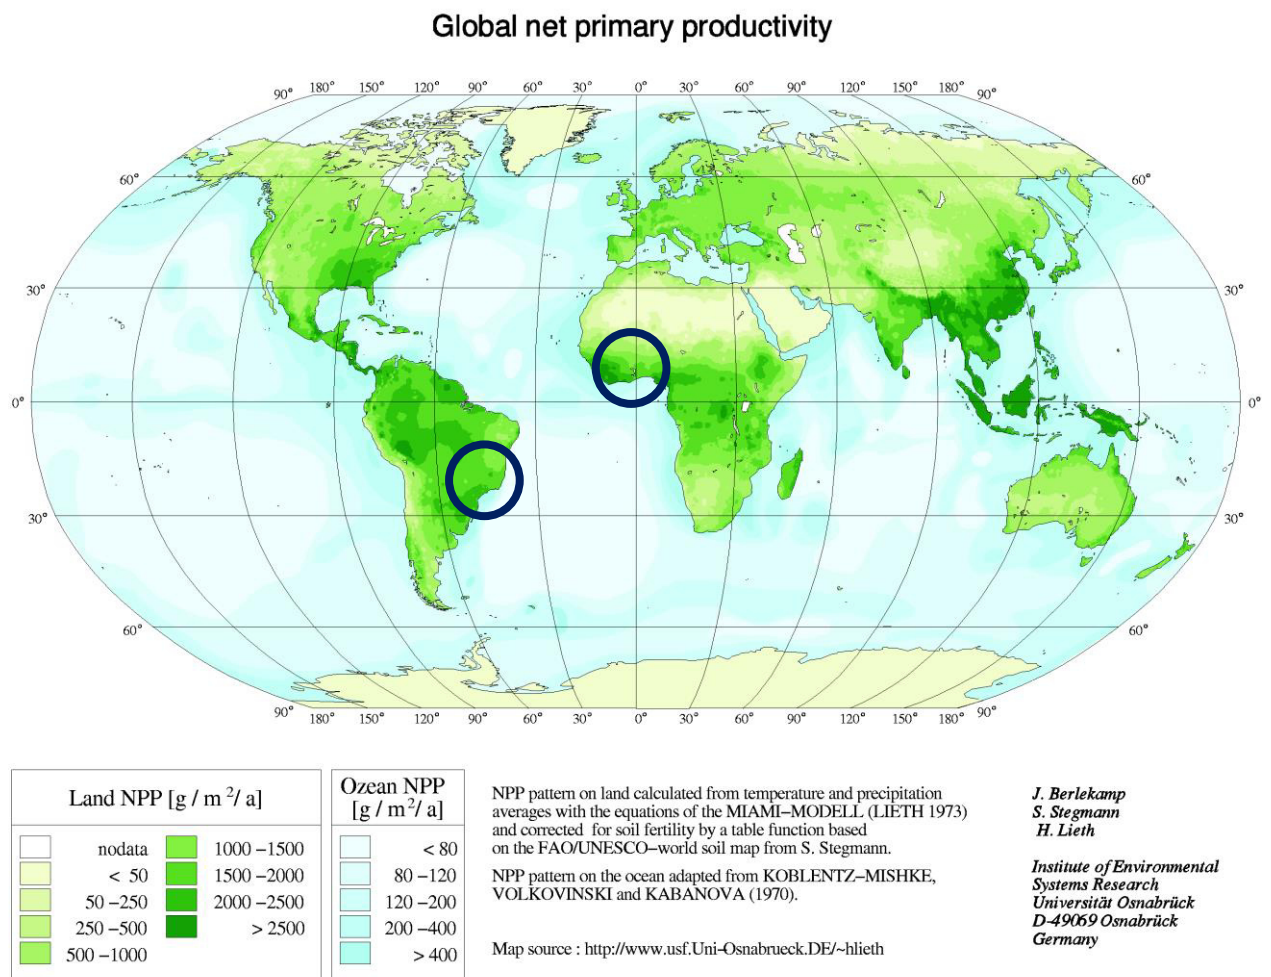 Global net primary productivity
90° 180° 150° 120° 90° 30° 0° 30° 60° 90° 120° 150° 180° 90°
60° 60°
30° 30°
0° 0°
30° 30°
60° 60°
90° 180° 150° 120° 90° 30° 0° 30° 60° 90° 120° 150° 180° 90°
Land NPP [g / m²/ a]
nodata
< 50
50 –250
250 –500
500 –1000
1000 –1500
1500 –2000
2000 –2500
> 2500
Ozean NPP
[g / m²/ a]
< 80
80 –120
120 –200
200 –400
> 400
NPP pattern on land calculated from temperature and precipitation
averages with the equations of the MIAMI–MODELL (LIETH 1973)
and corrected for soil fertility by a table function based
on the FAO/UNESCO–world soil map from S. Stegmann.
NPP pattern on the ocean adapted from KOBLENTZ–MISHKE,
VOLKOVINSKI and KABANOVA (1970).
Map source : http://www.usf.Uni-Osnabrueck.DE/~hlieth
J. Berlekamp
S. Stegmann
H. Lieth
Institute of Environmental
Systems Research
Universität Osnabrück
D-49069 Osnabrück
Germany